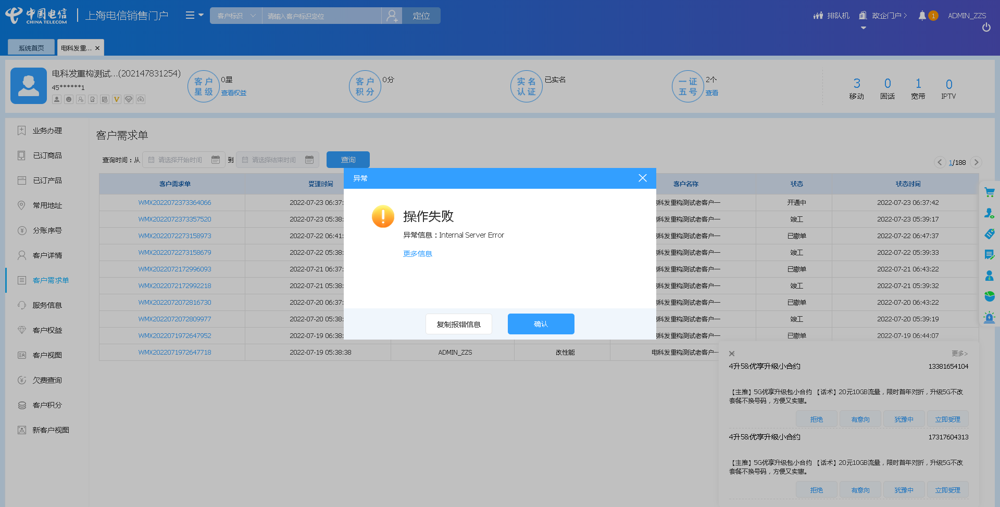 中国电信
CHINA TELECOM
上海电信销售门户
客户标识
请输入客户标识定位
定位
排队机
政企门户
1
ADMIN_ZZS
系统首页
电科发重...
电科发重构测试...(202147831254)
45******1
客户星级
0星
查看权益
客户积分
0分
实名认证
已实名
一证五号
2个
查看
3
移动
0
固话
1
宽带
0
IPTV
业务办理
已订商品
已订产品
常用地址
分账序号
客户详情
客户需求单
服务信息
客户权益
客户视图
欠费查询
客户积分
新客户视图
客户需求单
查询时间：从 请选择开始时间 到 请选择结束时间 查询
1/188
客户需求单 受理时间 客户名称 状态 状态时间
WMX2022072373364066 2022-07-23 06:37: 科发重构测试老客户一 开通中 2022-07-23 06:37:42
WMX2022072373357520 2022-07-23 05:38: 科发重构测试老客户一 竣工 2022-07-23 05:39:17
WMX2022072273158973 2022-07-22 06:41: 科发重构测试老客户一 已撤单 2022-07-22 06:47:37
WMX2022072273158679 2022-07-22 05:38: 科发重构测试老客户一 竣工 2022-07-22 05:39:33
WMX2022072172996093 2022-07-21 06:37: 科发重构测试老客户一 已撤单 2022-07-21 06:43:22
WMX2022072172992218 2022-07-21 05:38: 科发重构测试老客户一 竣工 2022-07-21 05:39:32
WMX2022072072816730 2022-07-20 06:37: 科发重构测试老客户一 已撤单 2022-07-20 06:43:22
WMX2022072072809977 2022-07-20 05:38: 科发重构测试老客户一 竣工 2022-07-20 05:39:19
WMX2022071972647952 2022-07-19 06:38: 科发重构测试老客户一 已撤单 2022-07-19 06:44:07
WMX2022071972647718 2022-07-19 05:38:38 ADMIN_ZZS 改性能 电科发重构测试老客户一
异常
操作失败
异常信息：Internal Server Error
更多信息
复制报错信息
确认
更多>
4升5&优享升级小合约 13381654104
【主推】5G优享升级包小合约 【话术】20元10GB流量，限时首年对折，升级5G不改
套餐不换号码，方便又实惠。
拒绝 有意向 犹豫中 立即受理
4升5&优享升级小合约 17317604313
【主推】5G优享升级包小合约 【话术】20元10GB流量，限时首年对折，升级5G不改
套餐不换号码，方便又实惠。
拒绝 有意向 犹豫中 立即受理